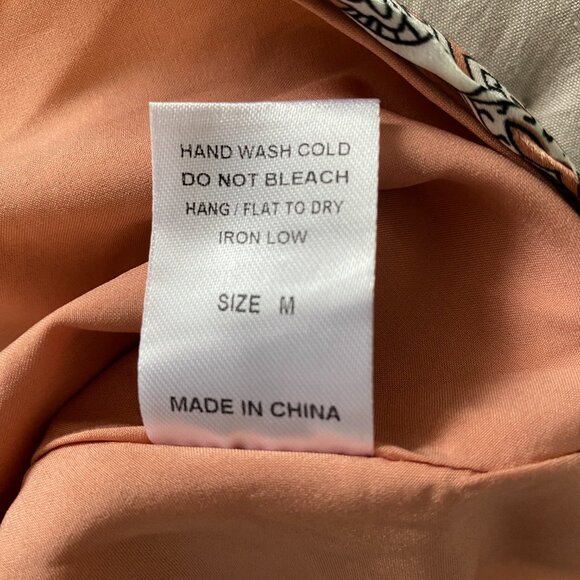 HAND WASH COLD
DO NOT BLEACH
HANG / FLAT TO DRY
IRON LOW
SIZE M
MADE IN CHINA